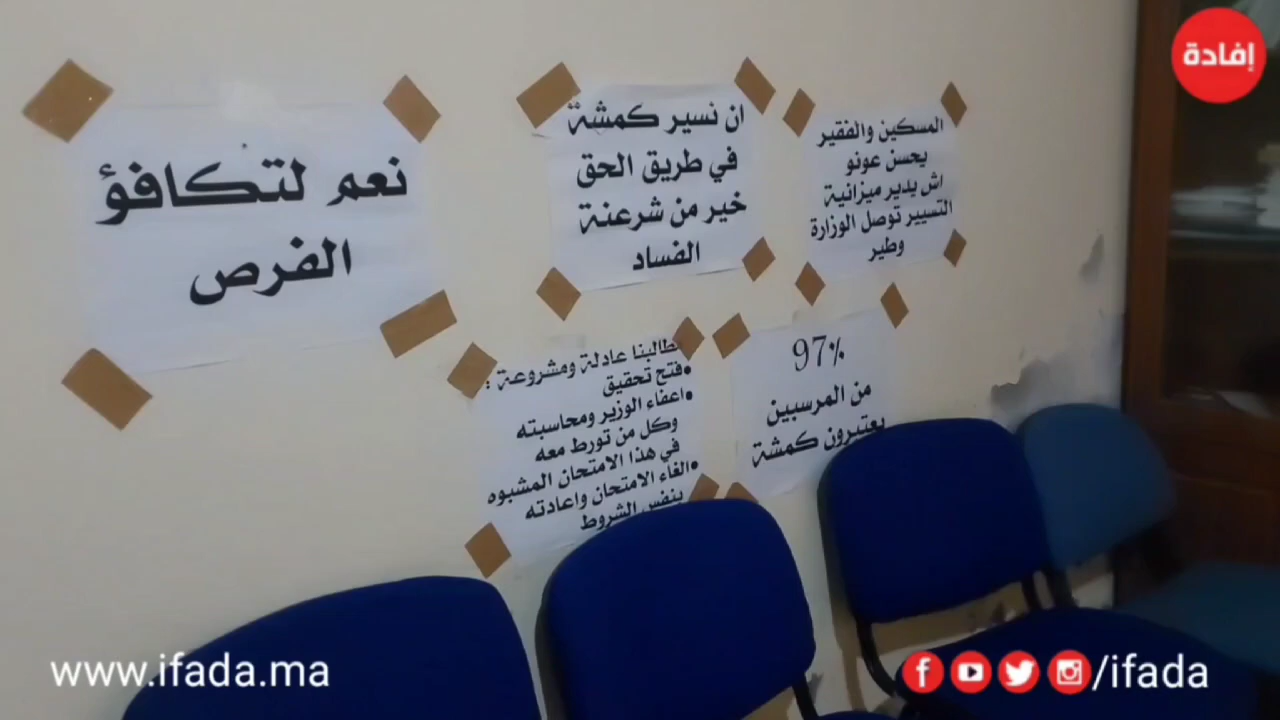 إفادة
نعم لتكافؤ
الفرص
ان نسير كمشة
في طريق الحق
خير من شرعنة
الفساد
المسكين والفقير
يحسن عونو
اش يدير ميزانية
التسيير توصل الوزارة
وطير
مطالبنا عادلة ومشروعة :
•فتح تحقيق
•اعفاء الوزير ومحاسبته
وكل من تورط معه
في هذا الامتحان المشبوه
•الغاء الامتحان واعادته
بنفس الشروط
97%
من المرسبين
يعتبرون كمشة
www.ifada.ma
/ifada